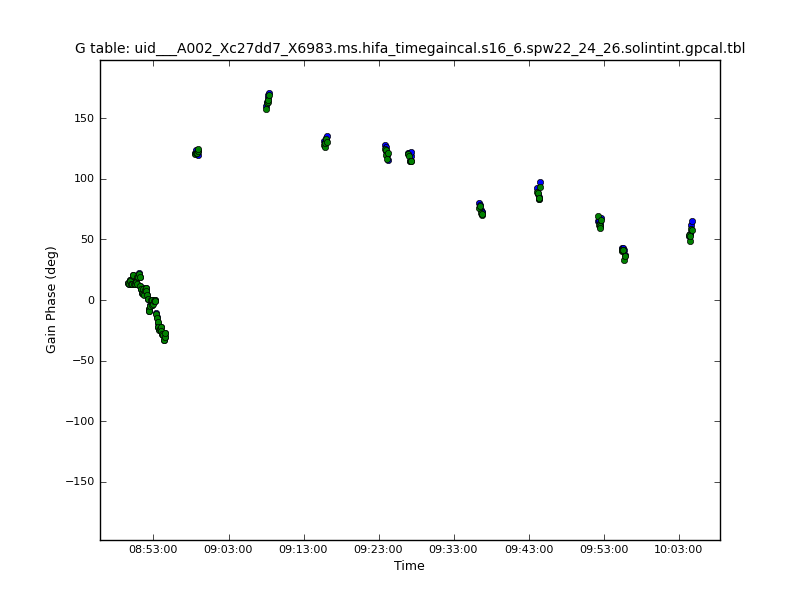 G table: uid___A002_Xc27dd7_X6983.ms.hifa_timegaincal.s16_6.spw22_24_26.solintint.gpcal.tbl
Gain Phase (deg)
150
100
50
0
−50
−100
−150
08:53:00 09:03:00 09:13:00 09:23:00 09:33:00 09:43:00 09:53:00 10:03:00
Time